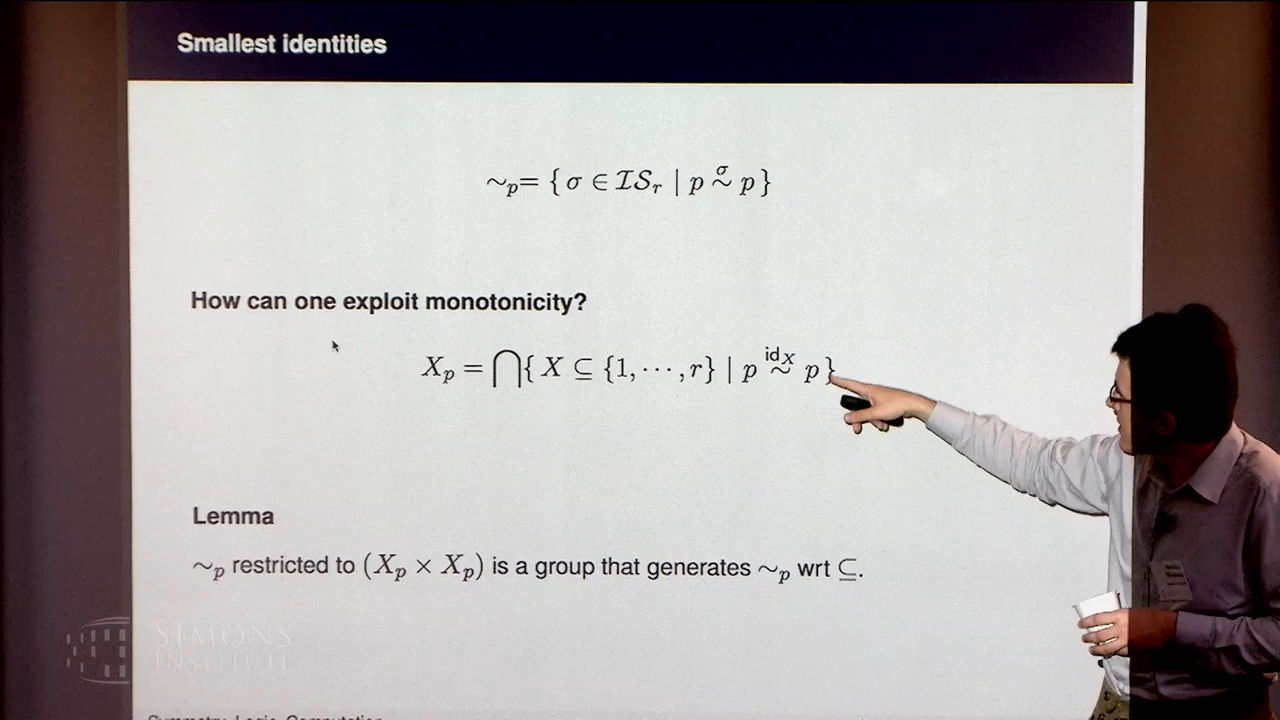 Smallest identities
∼p= { σ ∈ ISr | p σ∼ p }
How can one exploit monotonicity?
Xp = ⋂{ X ⊆ {1, ⋯ , r} | p idX∼ p }
Lemma
∼p restricted to (Xp × Xp) is a group that generates ∼p wrt ⊆.
SIMONS
INSTITUTE
Symmetry, Logic, Computation